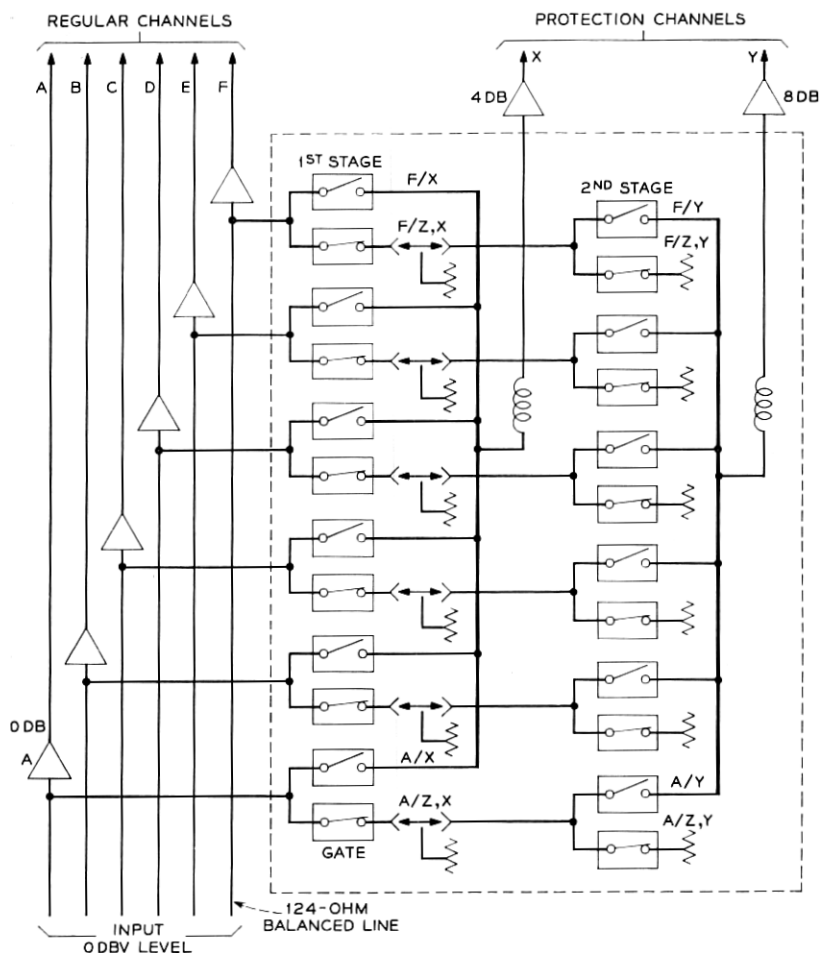 REGULAR CHANNELS
PROTECTION CHANNELS
A
B
C
D
E
F
X
Y
4 DB
8 DB
1ST STAGE
F/X
2ND STAGE
F/Y
F/Z,X
F/Z,Y
0 DB
A
A/X
A/Y
A/Z,X
A/Z,Y
GATE
124-OHM
BALANCED LINE
INPUT
0 DBV LEVEL